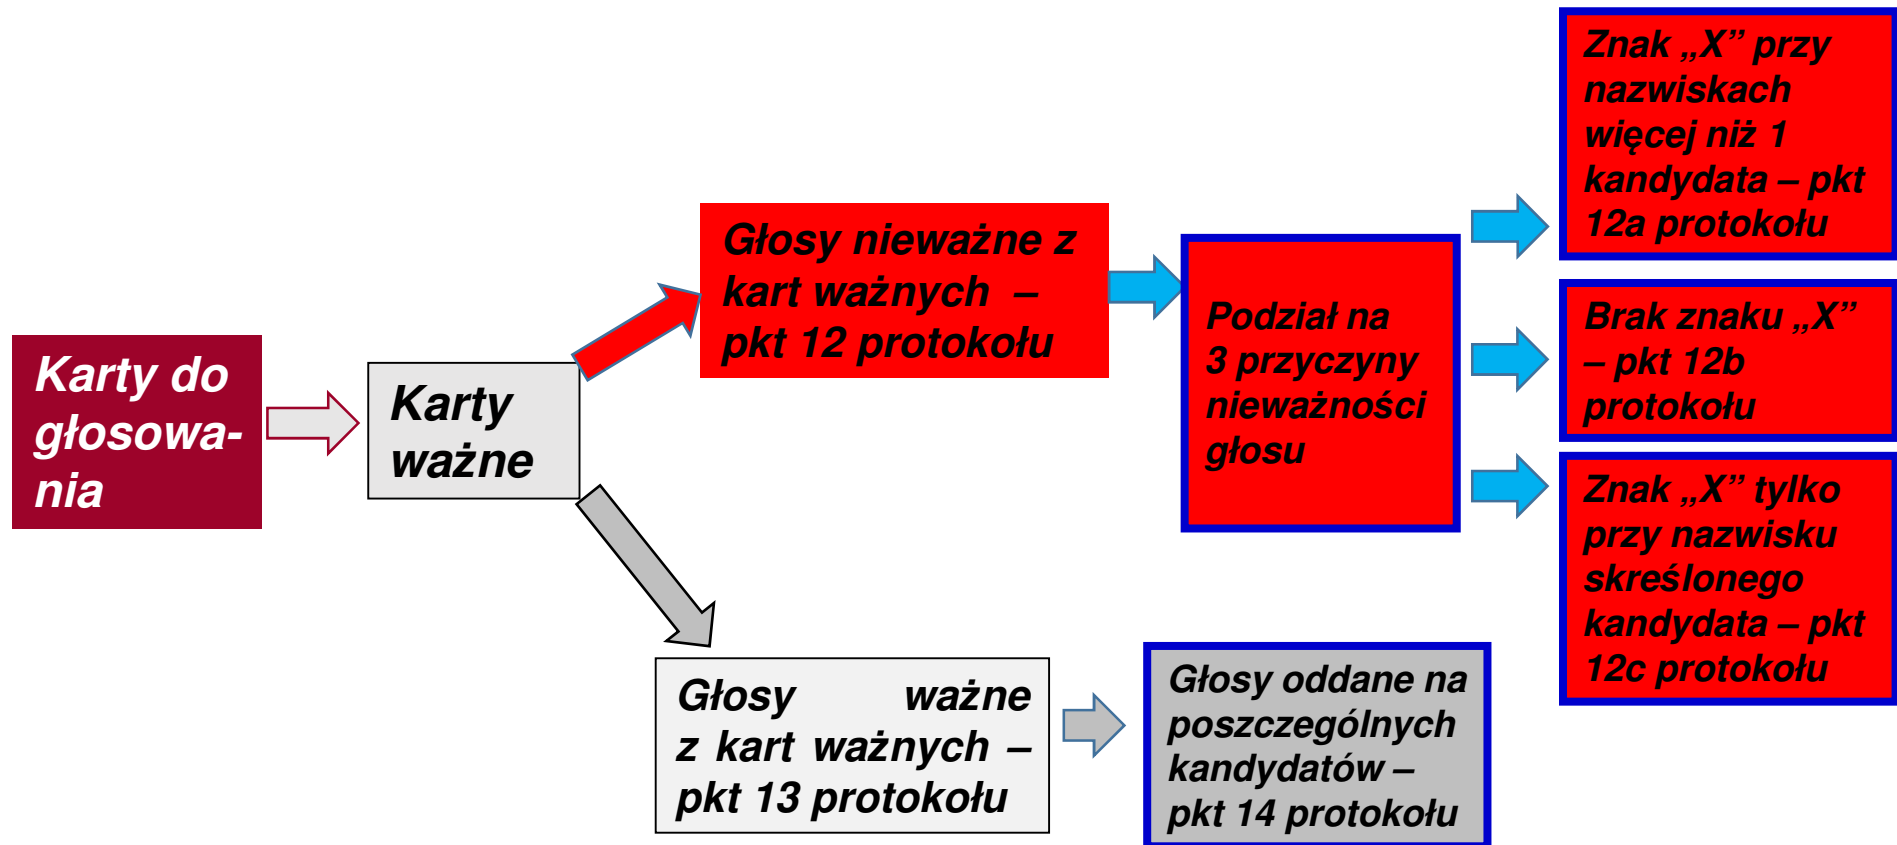 Karty do
głosowa-
nia
Karty
ważne
Głosy nieważne z
kart ważnych –
pkt 12 protokołu
Podział na
3 przyczyny
nieważności
głosu
Znak „X” przy
nazwiskach
więcej niż 1
kandydata – pkt
12a protokołu
Brak znaku „X”
– pkt 12b
protokołu
Znak „X” tylko
przy nazwisku
skreślonego
kandydata – pkt
12c protokołu
Głosy ważne
z kart ważnych –
pkt 13 protokołu
Głosy oddane na
poszczególnych
kandydatów –
pkt 14 protokołu